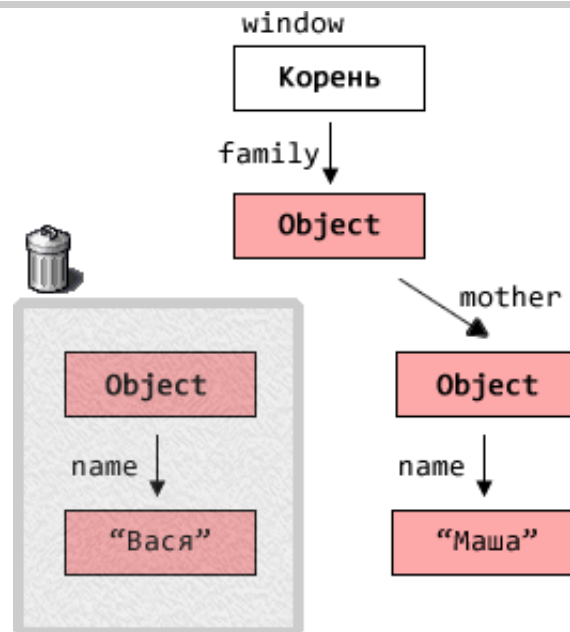 window
Корень
family
Object
mother
Object
Object
name
name
“Вася”
“Маша”